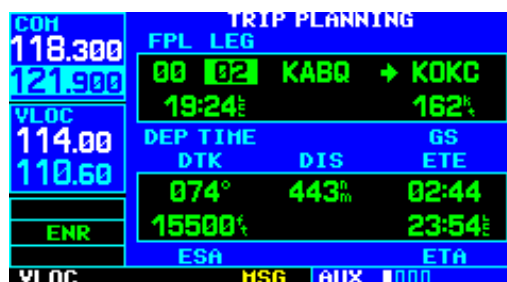 COM
118.300
121.900
VLOC
114.00
110.60
ENR
TRIP PLANNING
FPL LEG
00 02 KABQ → KOKC
19:24 162
DEP TIME GS
DTK DIS ETE
074° 443 02:44
15500 23:54
ESA ETA
VLOC MSG AUX